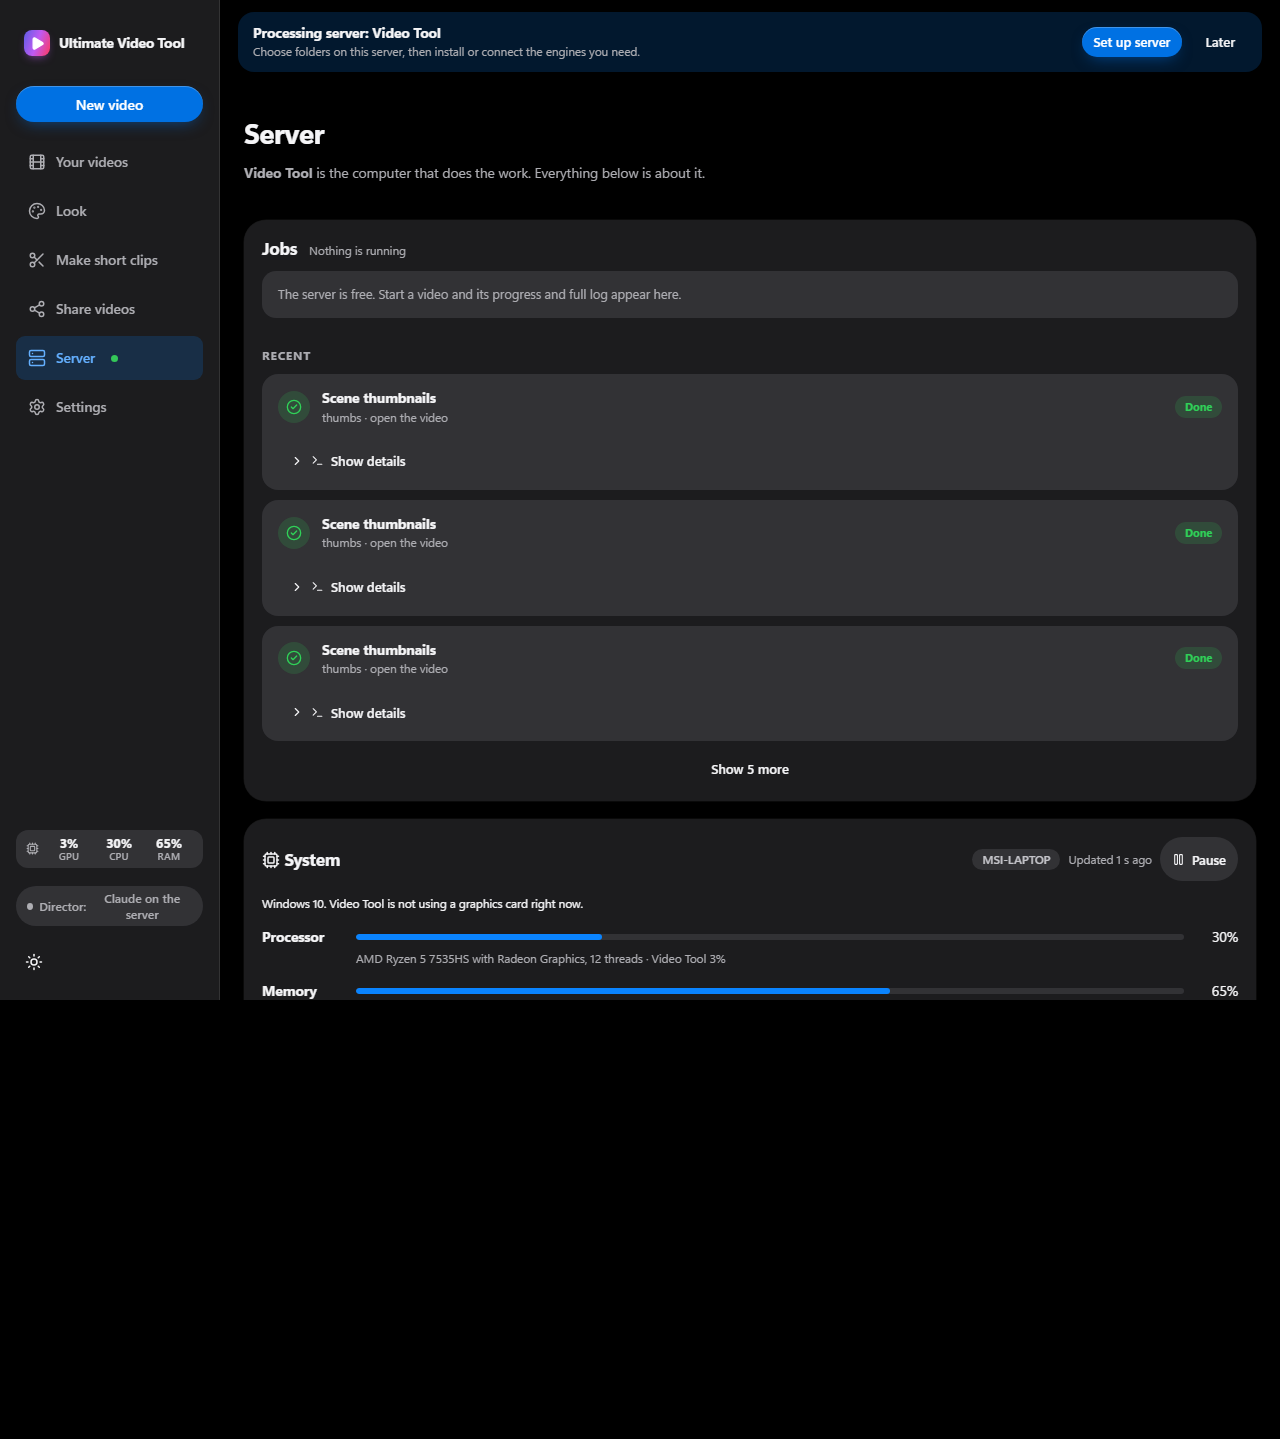 Ultimate Video Tool
New video
Your videos
Look
Make short clips
Share videos
Server
Settings
3% 30% 65%
GPU CPU RAM
Director: Claude on the
server
Processing server: Video Tool
Choose folders on this server, then install or connect the engines you need.
Set up server Later
Server
Video Tool is the computer that does the work. Everything below is about it.
Jobs Nothing is running
The server is free. Start a video and its progress and full log appear here.
RECENT
Scene thumbnails
thumbs · open the video
Done
Show details
Scene thumbnails
thumbs · open the video
Done
Show details
Scene thumbnails
thumbs · open the video
Done
Show details
Show 5 more
System MSI-LAPTOP Updated 1 s ago Pause
Windows 10. Video Tool is not using a graphics card right now.
Processor 30%
AMD Ryzen 5 7535HS with Radeon Graphics, 12 threads · Video Tool 3%
Memory 65%